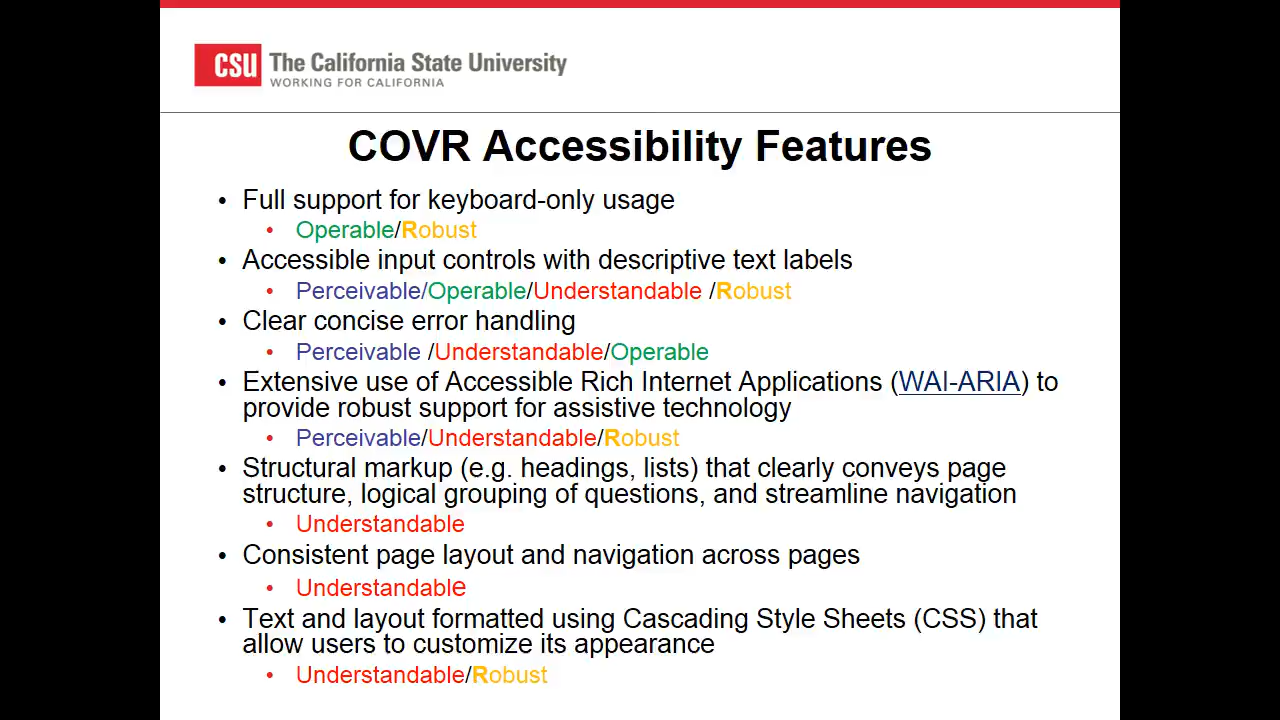 CSU The California State University
WORKING FOR CALIFORNIA
COVR Accessibility Features
• Full support for keyboard-only usage
• Operable/Robust
• Accessible input controls with descriptive text labels
• Perceivable/Operable/Understandable /Robust
• Clear concise error handling
• Perceivable /Understandable/Operable
• Extensive use of Accessible Rich Internet Applications (WAI-ARIA) to
provide robust support for assistive technology
• Perceivable/Understandable/Robust
• Structural markup (e.g. headings, lists) that clearly conveys page
structure, logical grouping of questions, and streamline navigation
• Understandable
• Consistent page layout and navigation across pages
• Understandable
• Text and layout formatted using Cascading Style Sheets (CSS) that
allow users to customize its appearance
• Understandable/Robust